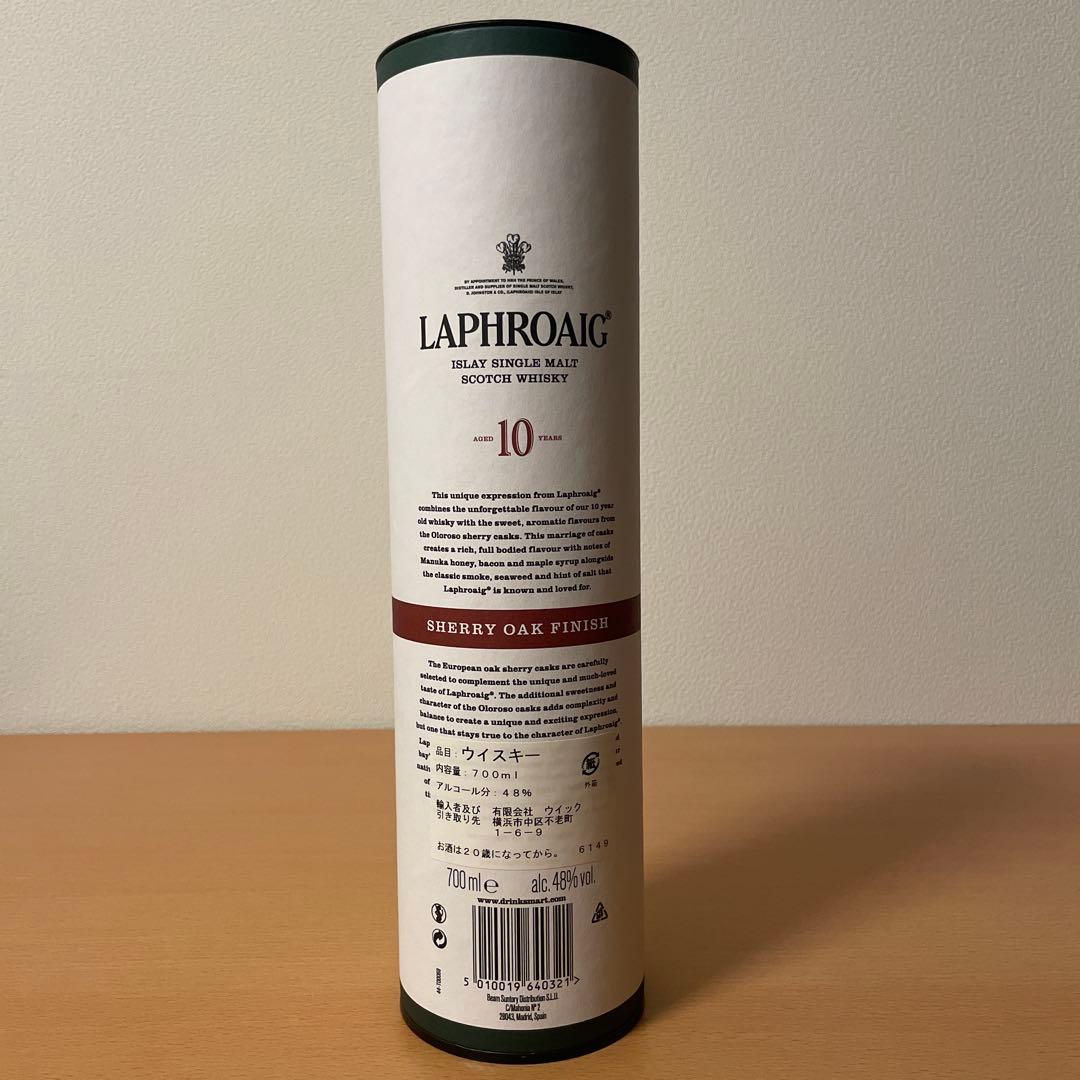 BY APPOINTMENT TO HRH THE PRINCE OF WALES,
DISTILLER AND SUPPLIER OF SINGLE MALT SCOTCH WHISKY,
D. JOHNSTON & CO., (LAPHROAIG) ISLE OF ISLAY
LAPHROAIG®
ISLAY SINGLE MALT
SCOTCH WHISKY
AGED 10 YEARS
This unique expression from Laphroaig®
combines the unforgettable flavour of our 10 year
old whisky with the sweet, aromatic flavours from
the Oloroso sherry casks. This marriage of casks
creates a rich, full bodied flavour with notes of
Manuka honey, bacon and maple syrup alongside
the classic smoke, seaweed and hint of salt that
Laphroaig® is known and loved for.
SHERRY OAK FINISH
The European oak sherry casks are carefully
selected to complement the unique and much-loved
taste of Laphroaig®. The additional sweetness and
character of the Oloroso casks adds complexity and
balance to create a unique and exciting expression,
but one that stays true to the character of Laphroaig®.
品目：ウイスキー
内容量：700ml
紙
外箱
アルコール分：48%
輸入者及び 有限会社 ウイック
引き取り先 横浜市中区不老町
1-6-9
お酒は20歳になってから。 6149
700 ml e alc. 48% vol.
www.drinksmart.com
5 010019 640321 >
Beam Suntory Distribution S.L.U.
C/Mahonia Nº 2
28043, Madrid, Spain